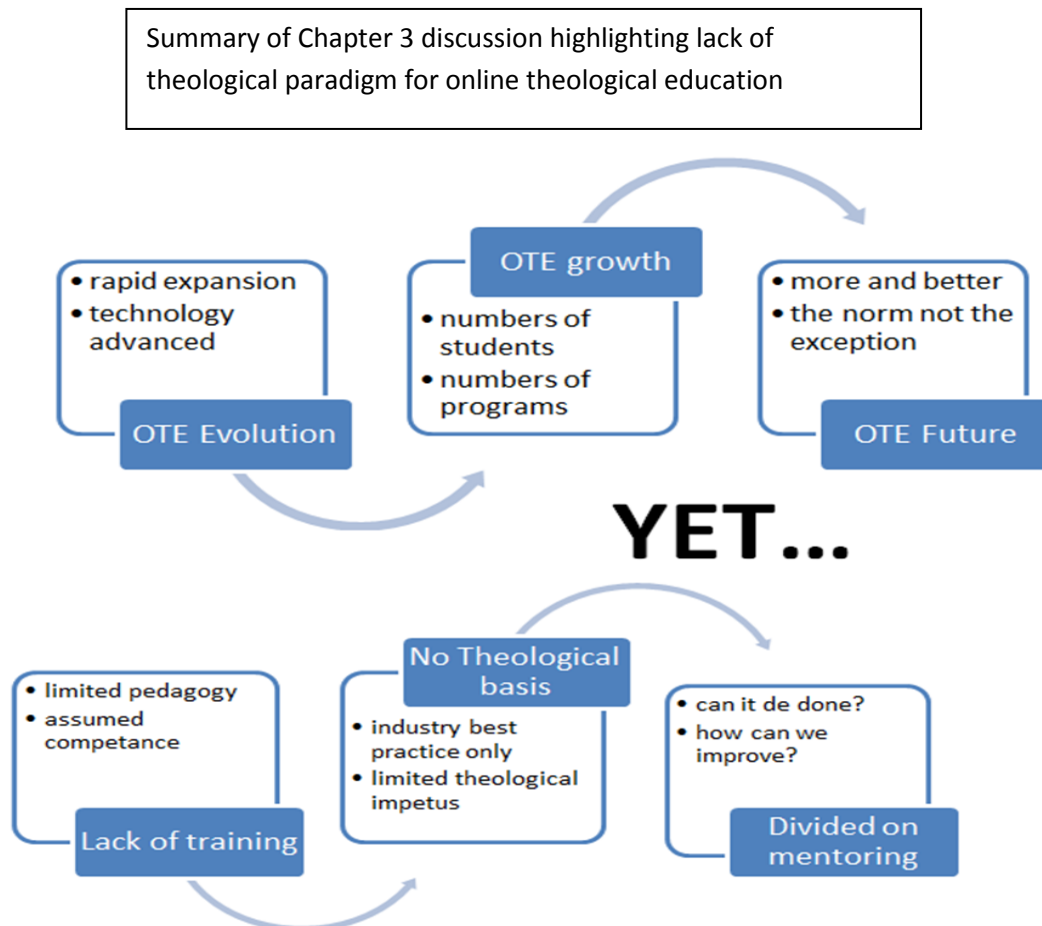 Summary of Chapter 3 discussion highlighting lack of
theological paradigm for online theological education
• rapid expansion
• technology
advanced
OTE Evolution
OTE growth
• numbers of
students
• numbers of
programs
• more and better
• the norm not the
exception
OTE Future
YET...
• limited pedagogy
• assumed
competance
Lack of training
No Theological
basis
• industry best
practice only
• limited theological
impetus
• can it de done?
• how can we
improve?
Divided on
mentoring